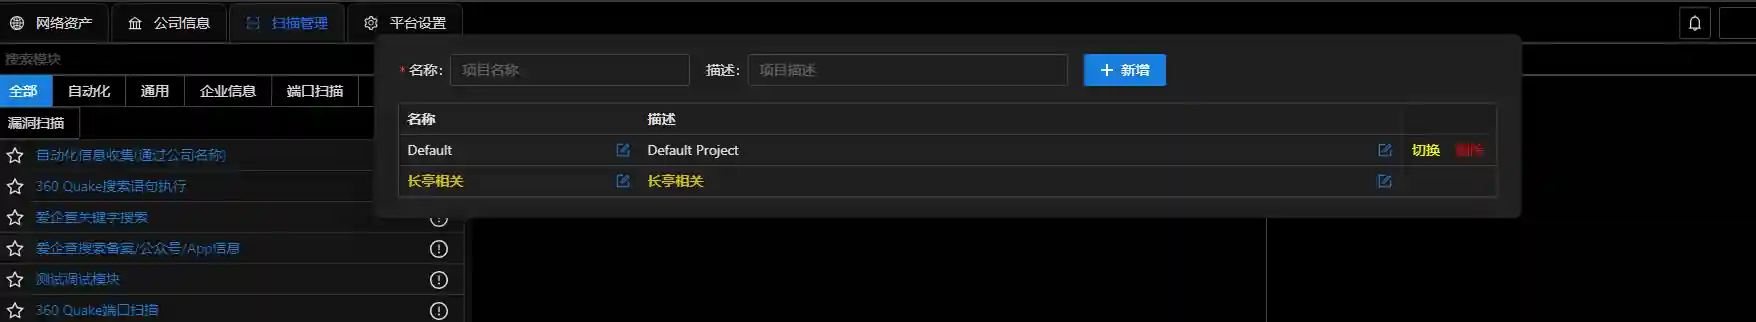 网络资产 公司信息 扫描管理 平台设置
搜索模块
* 名称: 项目名称 描述: 项目描述 + 新增
全部 自动化 通用 企业信息 端口扫描
漏洞扫描
名称 描述
Default Default Project 切换 删除
长亭相关 长亭相关
自动化信息收集(通过公司名称)
360 Quake搜索语句执行
爱企查关键字搜索
爱企查搜索备案/公众号/App信息
测试调试模块
360 Quake端口扫描